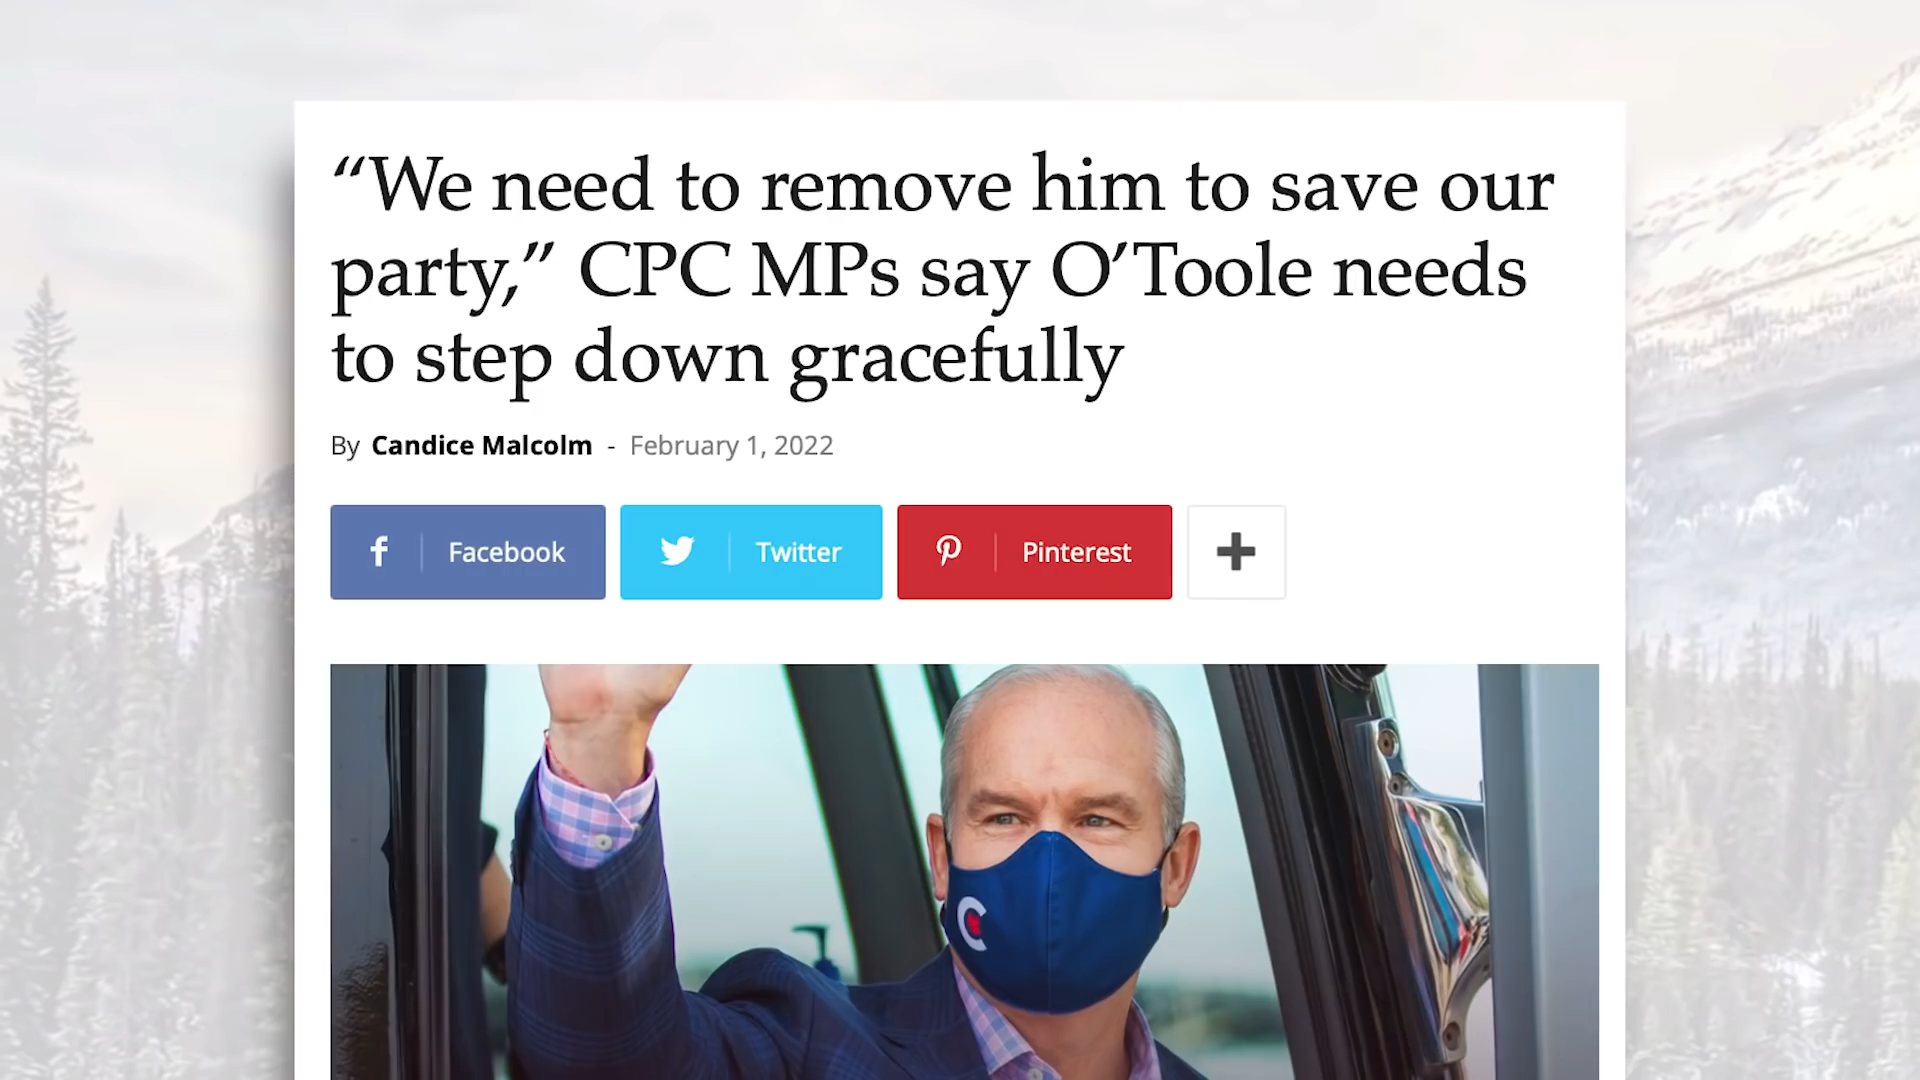 “We need to remove him to save our
party,” CPC MPs say O’Toole needs
to step down gracefully
By Candice Malcolm - February 1, 2022
Facebook
Twitter
Pinterest